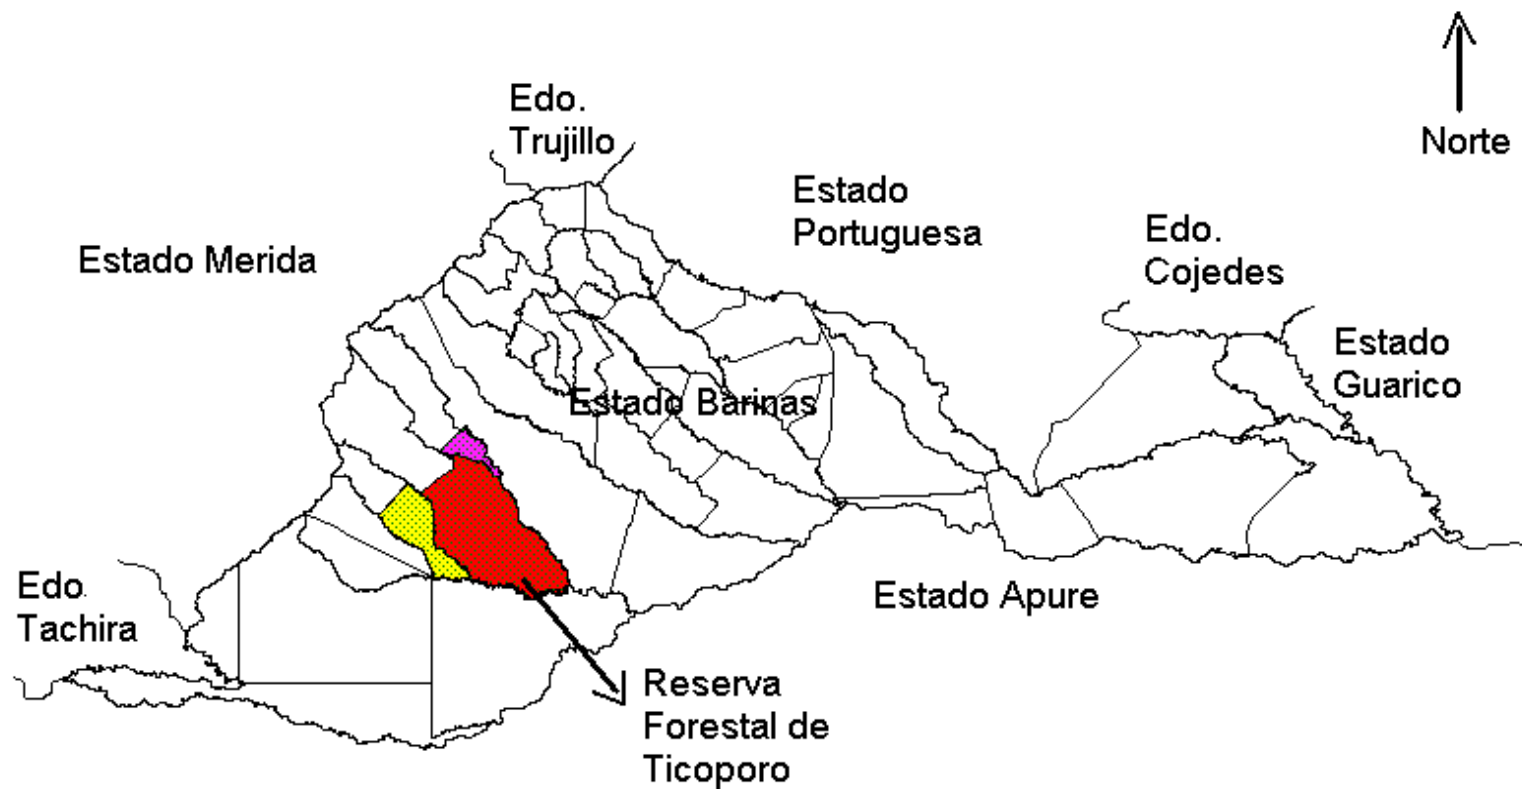 Norte
Edo.
Trujillo
Estado
Portuguesa
Edo.
Cojedes
Estado Merida
Estado
Guarico
Estado Barinas
Edo.
Tachira
Estado Apure
Reserva
Forestal de
Ticoporo